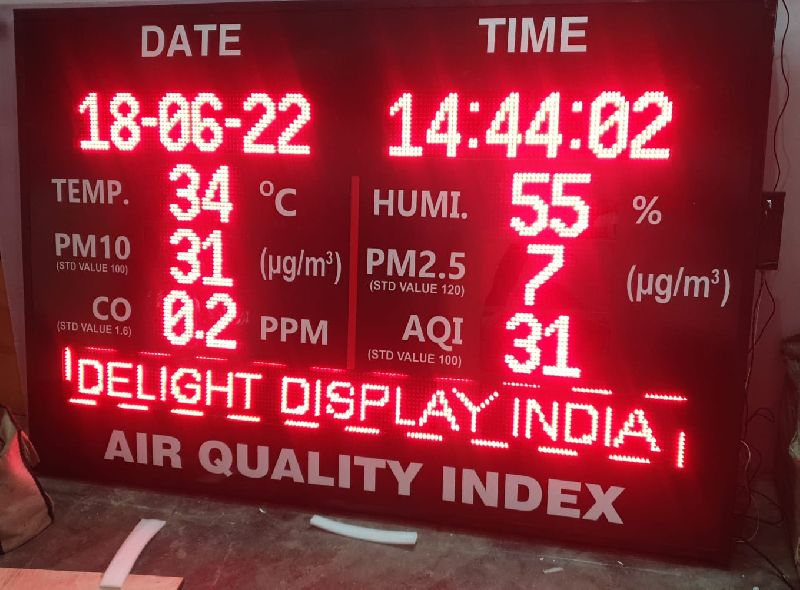 DATE TIME
18-06-22 14:44:02
TEMP. 34 °C HUMI. 55 %
PM10 31 (µg/m³) PM2.5 7 (µg/m³)
(STD VALUE 100) (STD VALUE 120)
CO 0.2 PPM AQI 31
(STD VALUE 1.6) (STD VALUE 100)
DELIGHT DISPLAY INDIA
AIR QUALITY INDEX